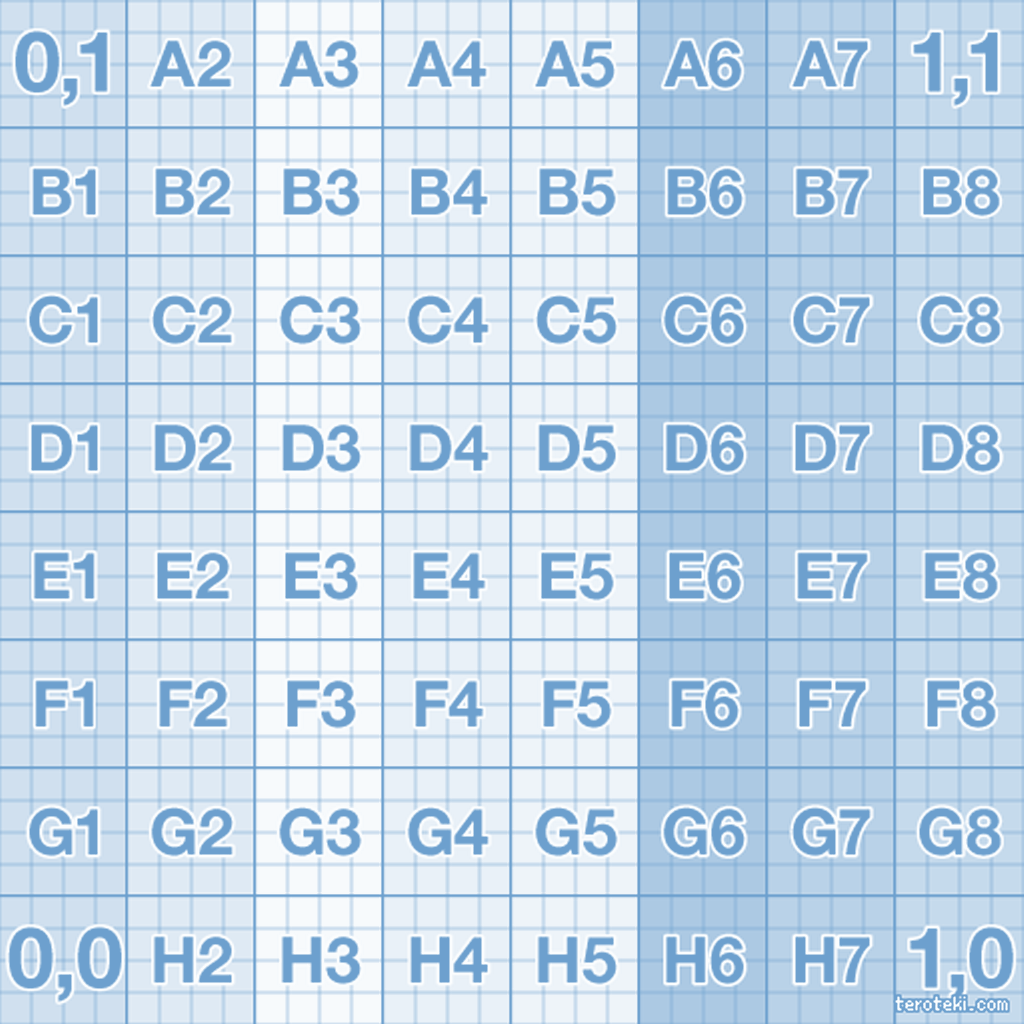 0,1 A2 A3 A4 A5 A6 A7 1,1
B1 B2 B3 B4 B5 B6 B7 B8
C1 C2 C3 C4 C5 C6 C7 C8
D1 D2 D3 D4 D5 D6 D7 D8
E1 E2 E3 E4 E5 E6 E7 E8
F1 F2 F3 F4 F5 F6 F7 F8
G1 G2 G3 G4 G5 G6 G7 G8
0,0 H2 H3 H4 H5 H6 H7 1,0
teroteki.com